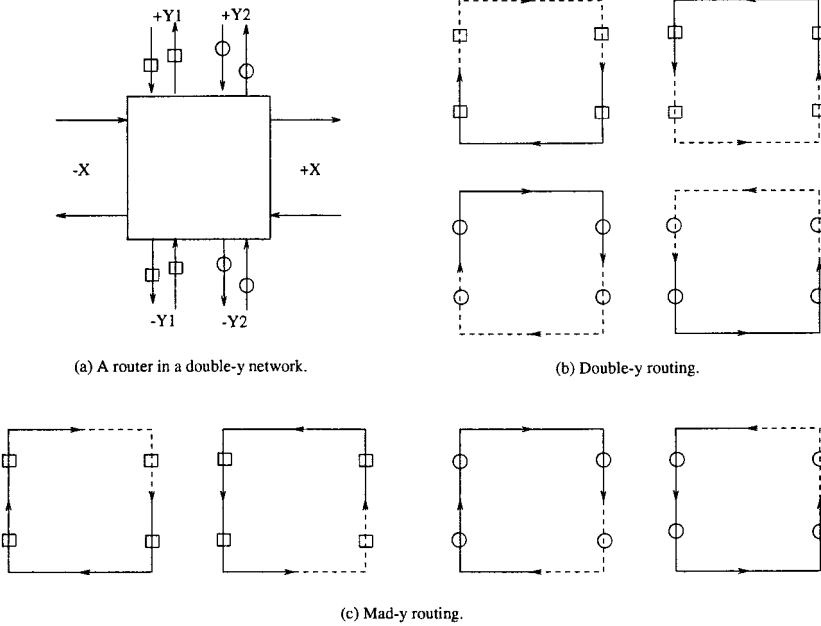 +Y1 +Y2
-X +X
-Y1 -Y2
(a) A router in a double-y network.
(b) Double-y routing.
(c) Mad-y routing.